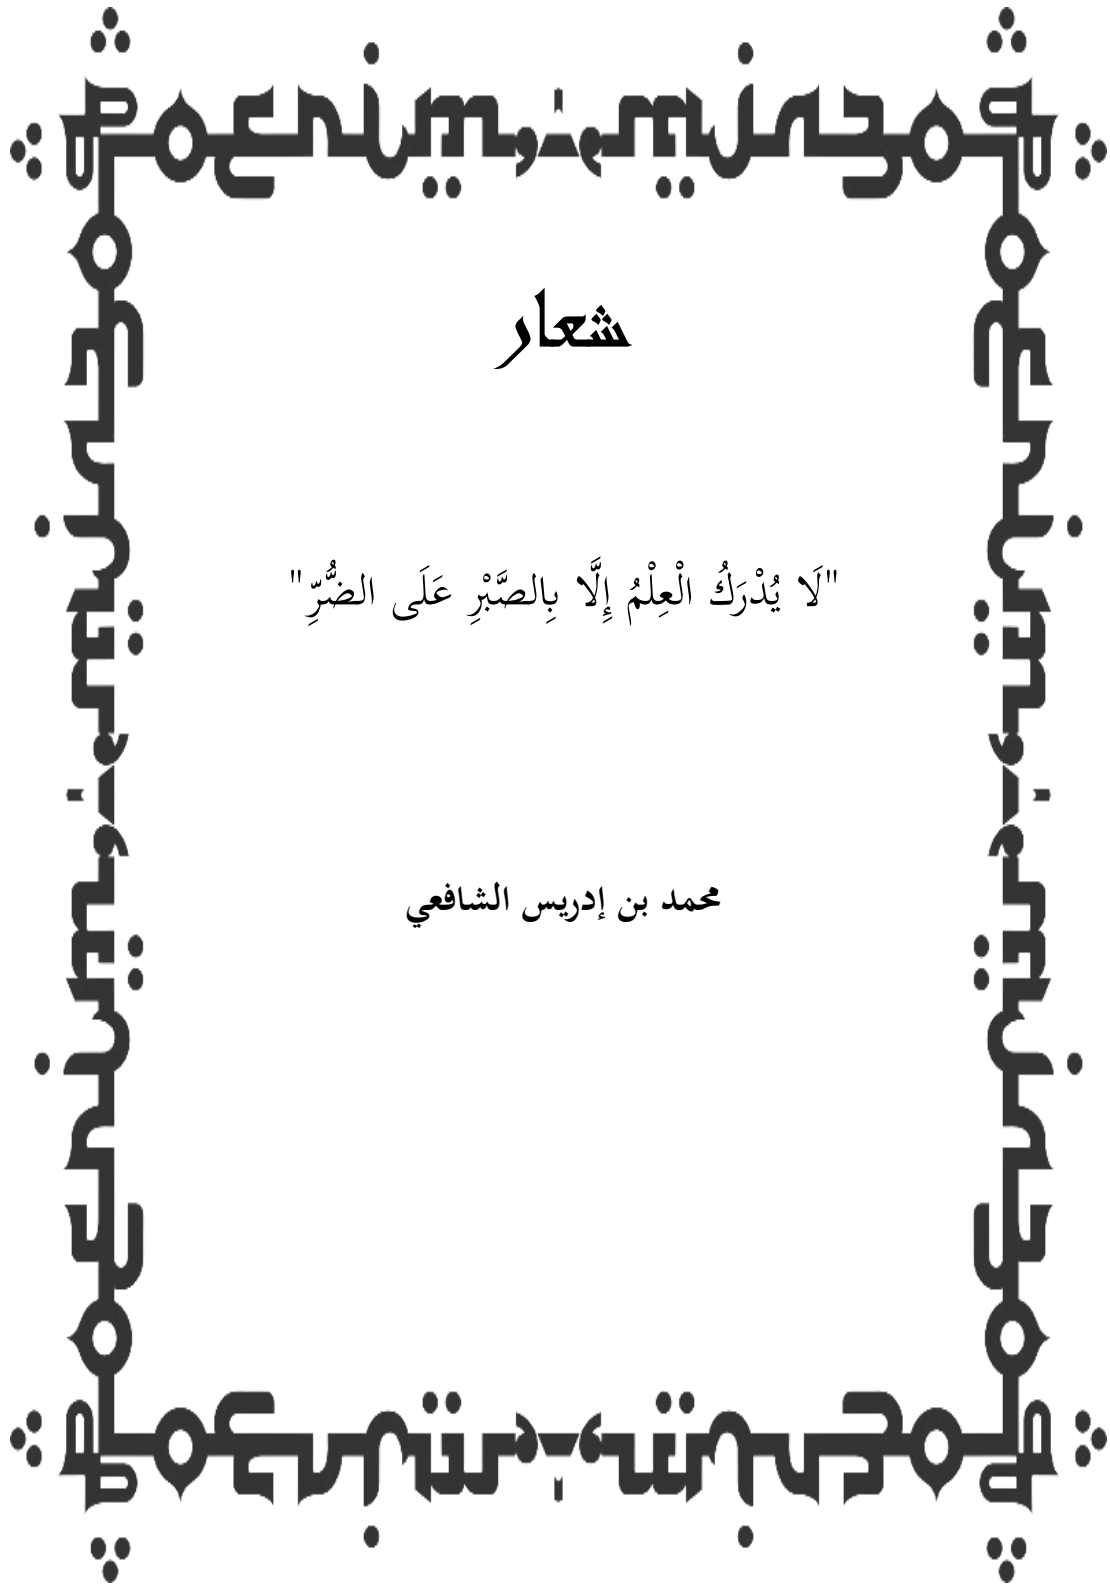 شعار
"لَا يُدْرَكُ الْعِلْمُ إِلَّا بِالصَّبْرِ عَلَى الضُّرِّ"
محمد بن إدريس الشافعي